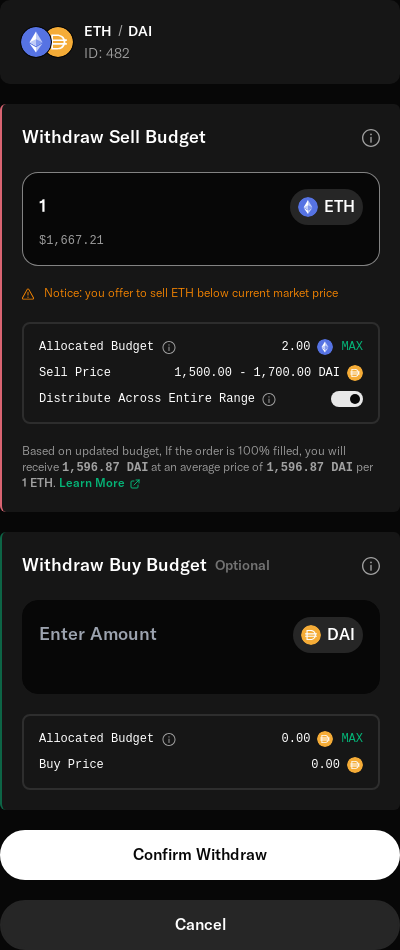 ETH / DAI
ID: 482
Withdraw Sell Budget
1
ETH
$1,667.21
Notice: you offer to sell ETH below current market price
Allocated Budget 2.00 MAX
Sell Price 1,500.00 - 1,700.00 DAI
Distribute Across Entire Range
Based on updated budget, If the order is 100% filled, you will
receive 1,596.87 DAI at an average price of 1,596.87 DAI per
1 ETH. Learn More
Withdraw Buy Budget Optional
Enter Amount
DAI
Allocated Budget 0.00 MAX
Buy Price 0.00
Confirm Withdraw
Cancel